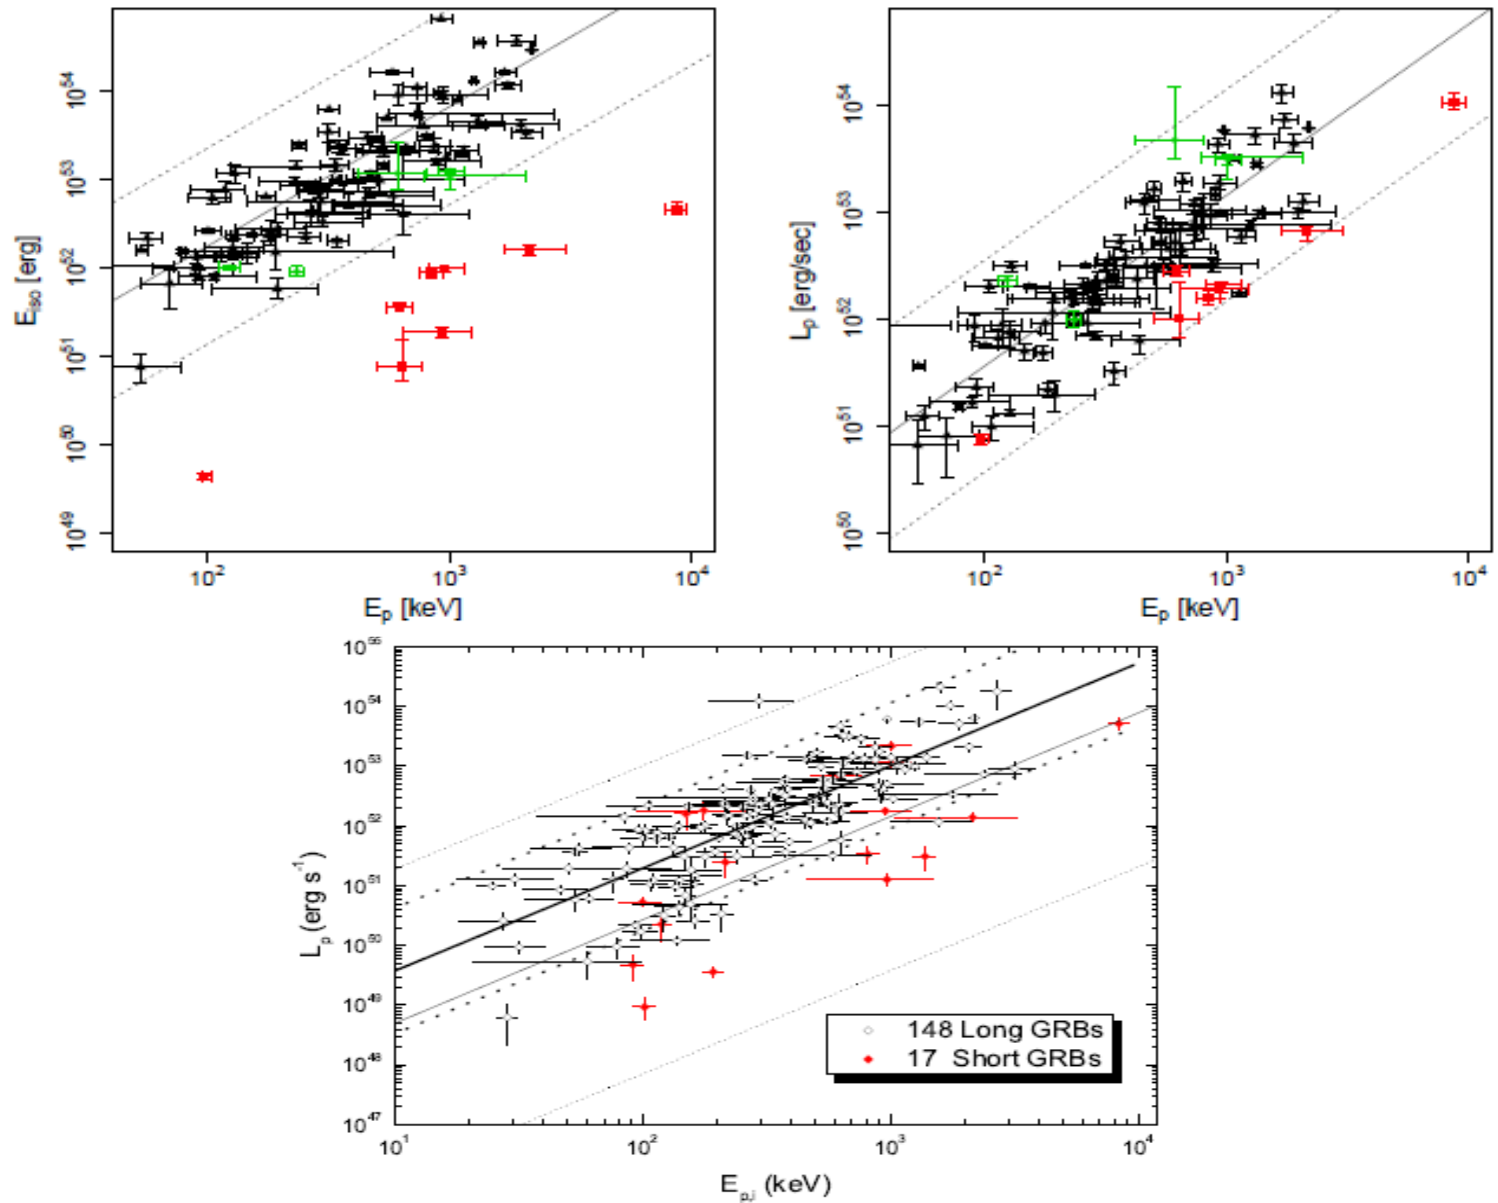 10^54
10^53
10^52
10^51
10^50
10^49
E_iso [erg]
10^2 10^3 10^4
E_p [keV]
10^54
10^53
10^52
10^51
10^50
L_p [erg/sec]
10^2 10^3 10^4
E_p [keV]
10^55
10^54
10^53
10^52
10^51
10^50
10^49
10^48
10^47
L_p (erg s^-1)
148 Long GRBs
17 Short GRBs
10^1 10^2 10^3 10^4
E_p,i (keV)